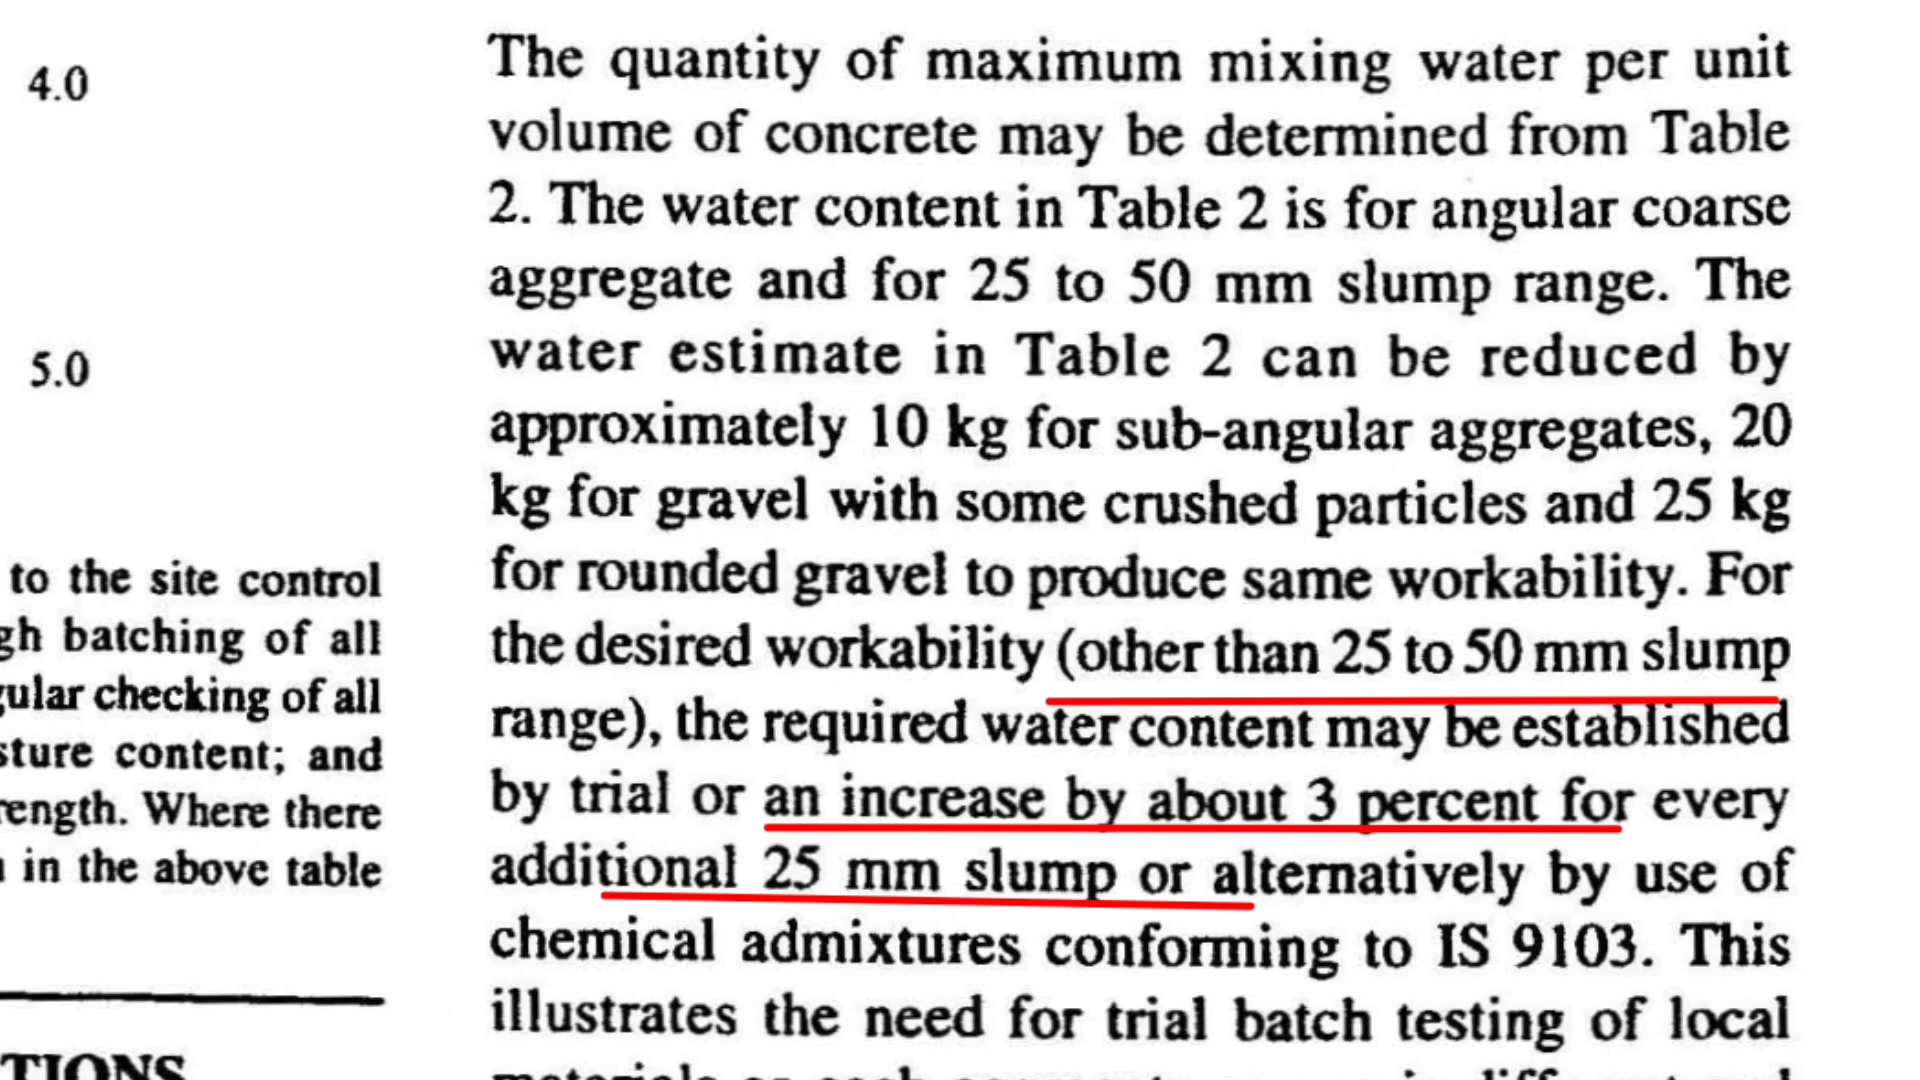 4.0
5.0
to the site control
batching of all
checking of all
content; and
Where there
in the above table
The quantity of maximum mixing water per unit
volume of concrete may be determined from Table
2. The water content in Table 2 is for angular coarse
aggregate and for 25 to 50 mm slump range. The
water estimate in Table 2 can be reduced by
approximately 10 kg for sub-angular aggregates, 20
kg for gravel with some crushed particles and 25 kg
for rounded gravel to produce same workability. For
the desired workability (other than 25 to 50 mm slump
range), the required water content may be established
by trial or an increase by about 3 percent for every
additional 25 mm slump or alternatively by use of
chemical admixtures conforming to IS 9103. This
illustrates the need for trial batch testing of local